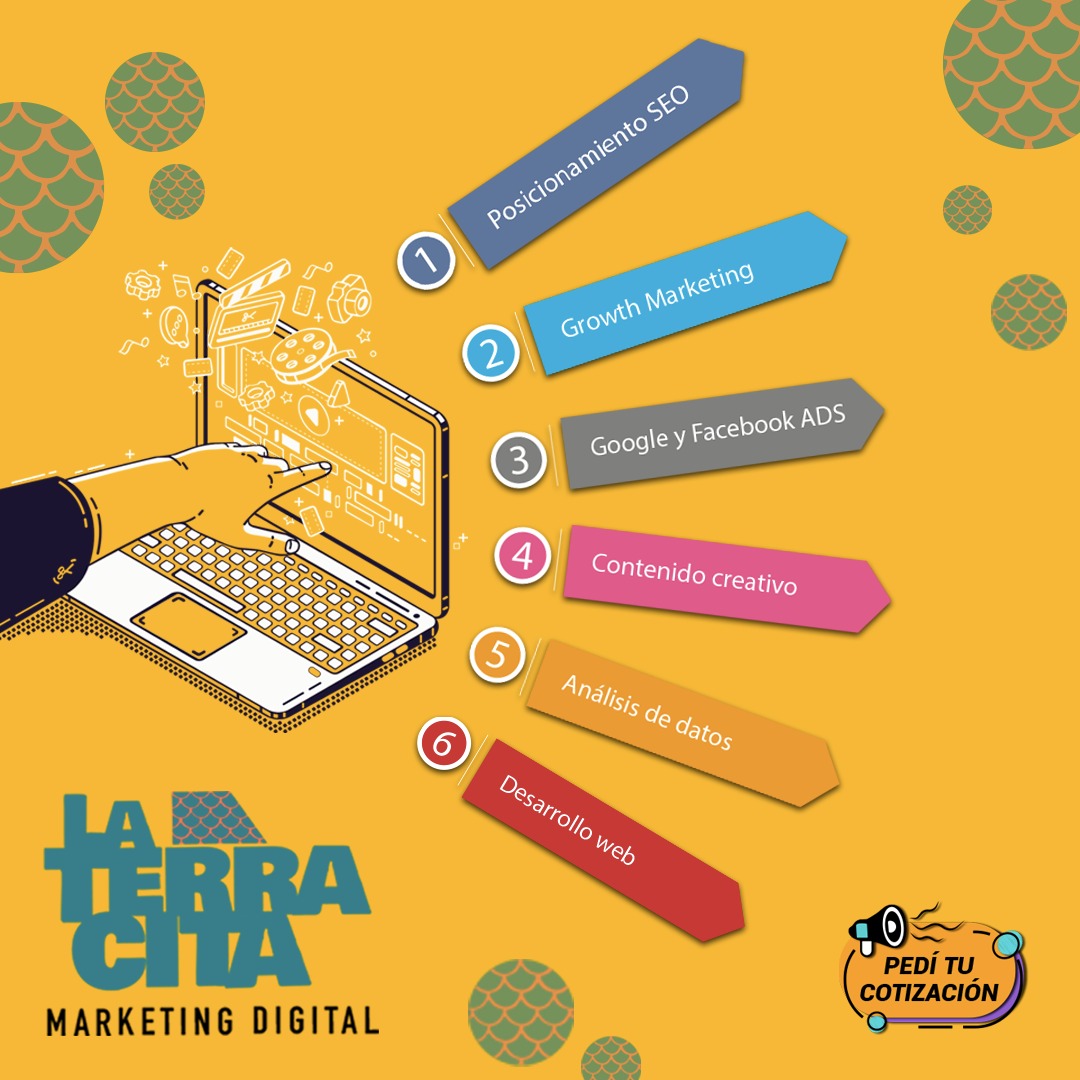 1
Posicionamiento SEO
2
Growth Marketing
3
Google y Facebook ADS
4
Contenido creativo
5
Análisis de datos
6
Desarrollo web
LA
TERRA
CITA
MARKETING DIGITAL
PEDÍ TU
COTIZACIÓN